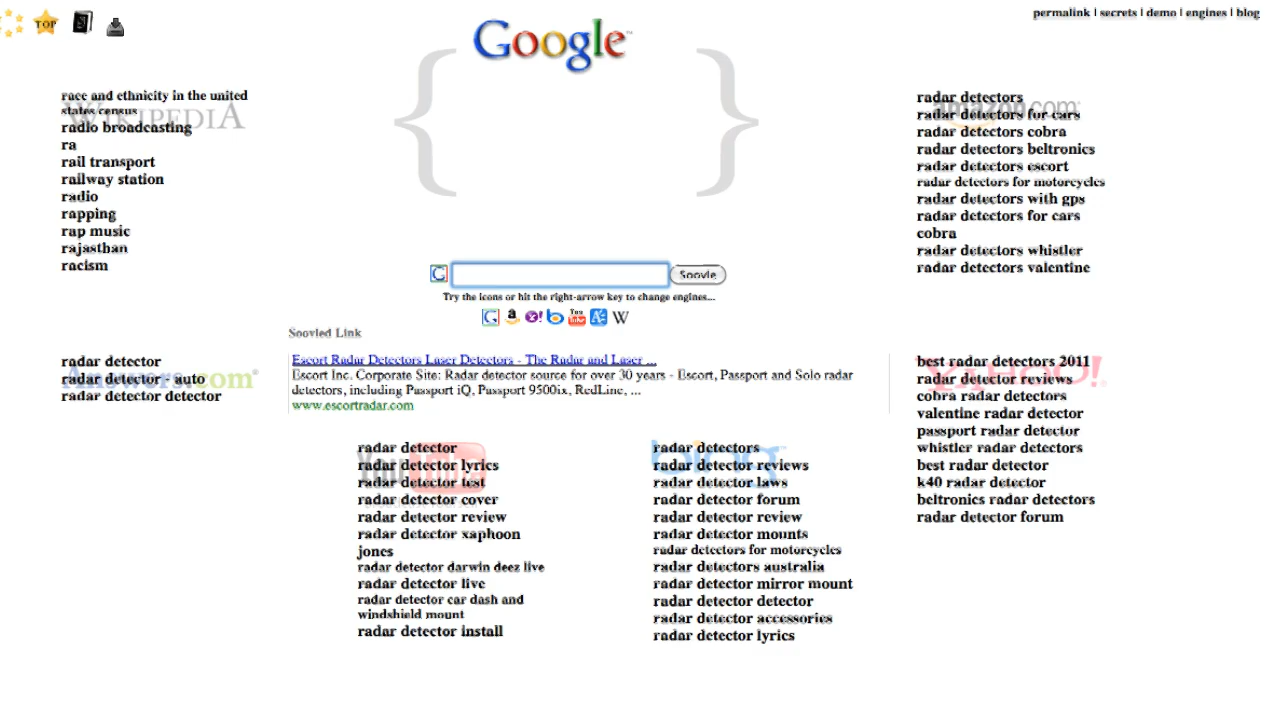 TOP
permalink | secrets | demo | engines | blog
Google™
{ }
WIKIPEDIA
race and ethnicity in the united
states census
radio broadcasting
ra
rail transport
railway station
radio
rapping
rap music
rajasthan
racism
amazon.com
radar detectors
radar detectors for cars
radar detectors cobra
radar detectors beltronics
radar detectors escort
radar detectors for motorcycles
radar detectors with gps
radar detectors for cars
cobra
radar detectors whistler
radar detectors valentine
G Soovle
Try the icons or hit the right-arrow key to change engines...
G a Y! b You Tube A W
Soovled Link
Escort Radar Detectors Laser Detectors - The Radar and Laser ...
Escort Inc. Corporate Site: Radar detector source for over 30 years - Escort, Passport and Solo radar
detectors, including Passport iQ, Passport 9500ix, RedLine, ...
www.escortradar.com
Answers.com®
radar detector
radar detector - auto
radar detector detector
YAHOO!
best radar detectors 2011
radar detector reviews
cobra radar detectors
valentine radar detector
passport radar detector
whistler radar detectors
best radar detector
k40 radar detector
beltronics radar detectors
radar detector forum
YouTube
radar detector
radar detector lyrics
radar detector test
radar detector cover
radar detector review
radar detector xaphoon
jones
radar detector darwin deez live
radar detector live
radar detector car dash and
windshield mount
radar detector install
bing
radar detectors
radar detector reviews
radar detector laws
radar detector forum
radar detector review
radar detector mounts
radar detectors for motorcycles
radar detectors australia
radar detector mirror mount
radar detector detector
radar detector accessories
radar detector lyrics